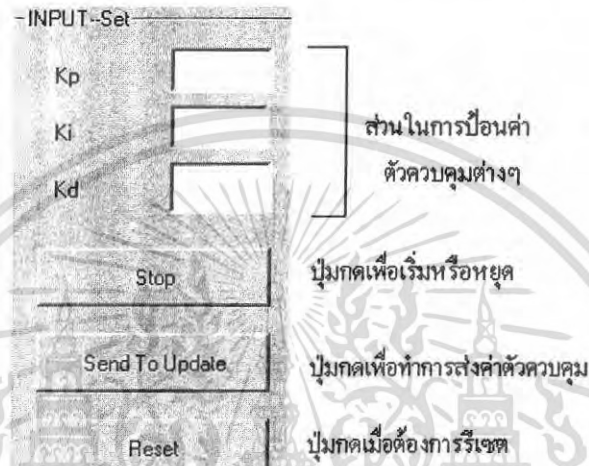 INPUT--Set
Kp
Ki
Kd
ส่วนในการป้อนค่า
ตัวควบคุมต่างๆ
Stop
ปุ่มกดเพื่อเริ่มหรือหยุด
Send To Update
ปุ่มกดเพื่อทำการส่งค่าตัวควบคุม
Reset
ปุ่มกดเมื่อต้องการรีเซต